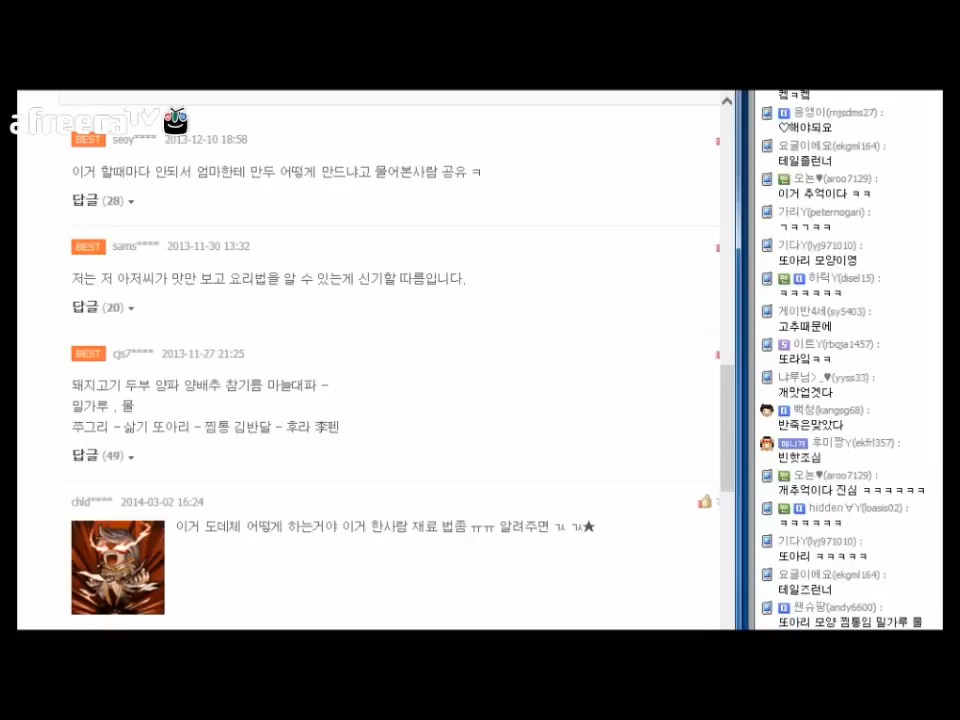 afreeca TV
BEST seoy**** 2013-12-10 18:58
이거 할때마다 안되서 엄마한테 만두 어떻게 만드냐고 물어본사람 공유 ㅋ
답글 (28)
BEST sams**** 2013-11-30 13:32
저는 저 아저씨가 맛만 보고 요리법을 알 수 있는게 신기할 따름입니다,
답글 (20)
BEST cjs7**** 2013-11-27 21:25
돼지고기 두부 양파 양배추 참기름 마늘대파 -
밀가루 , 물
쭈그리 - 삶기 또아리 - 찜통 김반달 - 후라 李펜
답글 (49)
chld**** 2014-03-02 16:24
이거 도데체 어떻게 하는거야 이거 한사람 재료 법좀 ㅠㅠ 알려주면 ㄳ ㄳ★
켑ㅋ켑
응앵이(mjsdms27) :
♡해야되요
요귤이에요(ekgml164) :
테일즐런너
오뇬♥(aroo7129) :
이거 추억이다 ㅋㅋ
가리Y(peternogari) :
ㄱㅋㄱㅋㅋ
기다Y(lyj971010) :
또아리 모양이영
하럭Y(disel15) :
ㅋㅋㅋㅋㅋㅋ
게이반4세(sy5403) :
고추때문에
이트Y(rbqja1457) :
또라임ㅋㅋ
냐루님>_♥(yyss33) :
개맛업겟다
백청(kangsg68) :
반죽은맞았다
매니저 후미짱Y(ekfrl357) :
빈핫조심
오뇬♥(aroo7129) :
개추억이다 진심 ㅋㅋㅋㅋㅋㅋ
hidden∀Y(loasis02) :
ㅋㅋㅋㅋㅋㅋ
기다Y(lyj971010) :
또아리 ㅋㅋㅋㅋㅋ
요귤이에요(ekgml164) :
테일즈런너
쩬슈팡(andy6600) :
또아리 모양 찜통임 밀가루 물